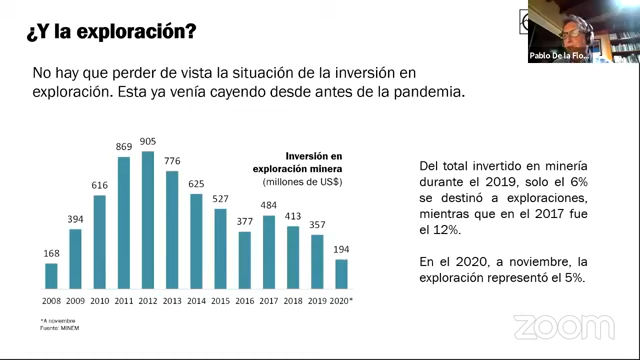 ¿Y la exploración?
Pablo De la Flo...
No hay que perder de vista la situación de la inversión en
exploración. Esta ya venía cayendo desde antes de la pandemia.
Inversión en
exploración minera
(millones de US$)
168 394 616 869 905 776 625 527 377 484 413 357 194
2008 2009 2010 2011 2012 2013 2014 2015 2016 2017 2018 2019 2020*
*A noviembre
Fuente: MINEM
Del total invertido en minería
durante el 2019, solo el 6%
se destinó a exploraciones,
mientras que en el 2017 fue
el 12%.
En el 2020, a noviembre, la
exploración representó el 5%.
zoom